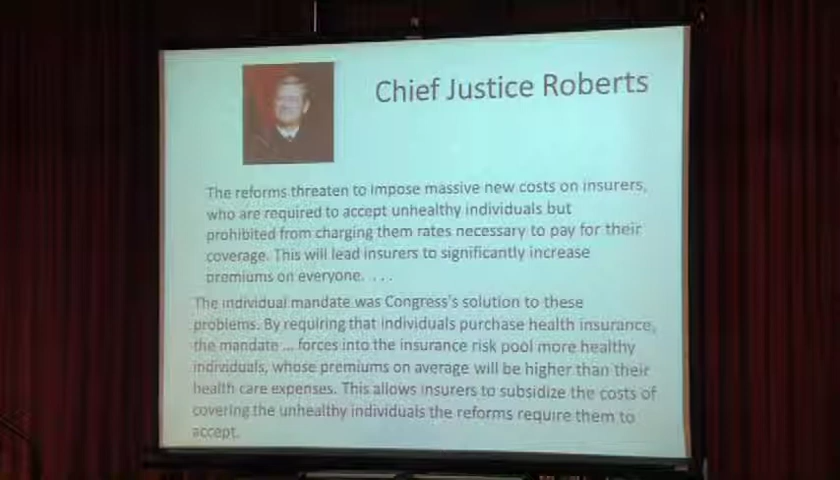 Chief Justice Roberts
The reforms threaten to impose massive new costs on insurers,
who are required to accept unhealthy individuals but
prohibited from charging them rates necessary to pay for their
coverage. This will lead insurers to significantly increase
premiums on everyone. . . .
The individual mandate was Congress's solution to these
problems. By requiring that individuals purchase health insurance,
the mandate ... forces into the insurance risk pool more healthy
individuals, whose premiums on average will be higher than their
health care expenses. This allows insurers to subsidize the costs of
covering the unhealthy individuals the reforms require them to
accept.